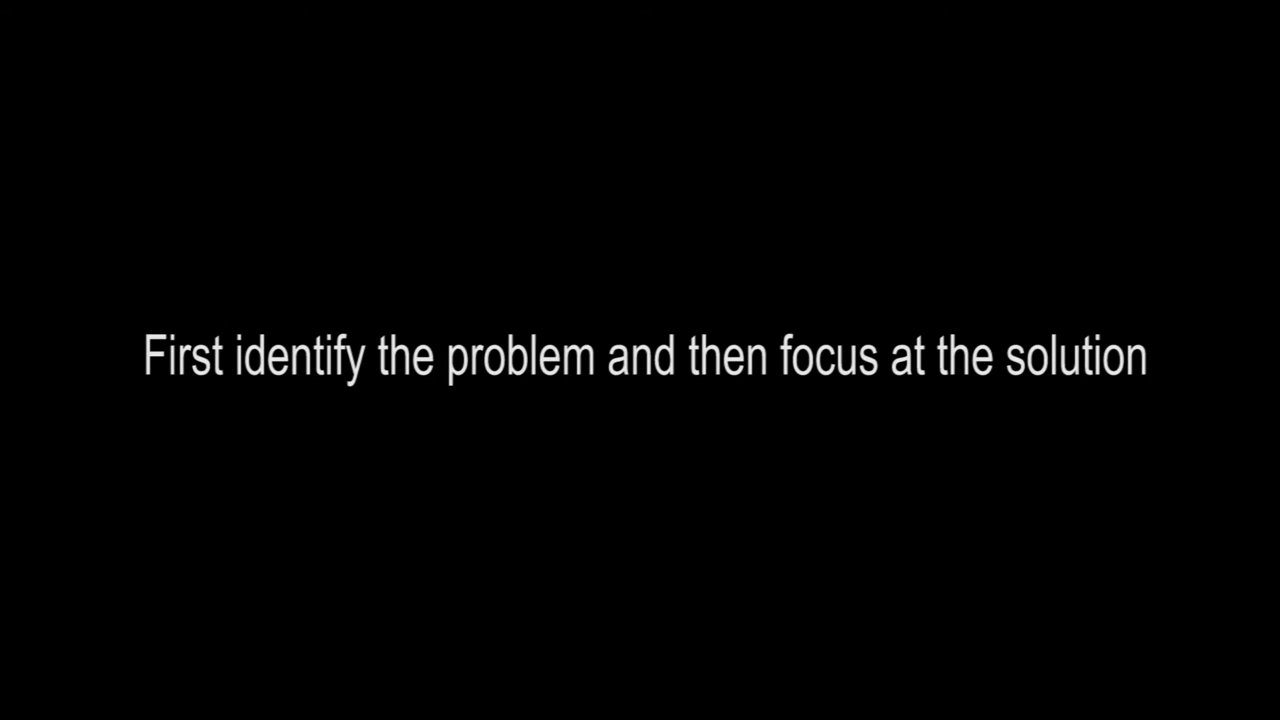 First identify the problem and then focus at the solution